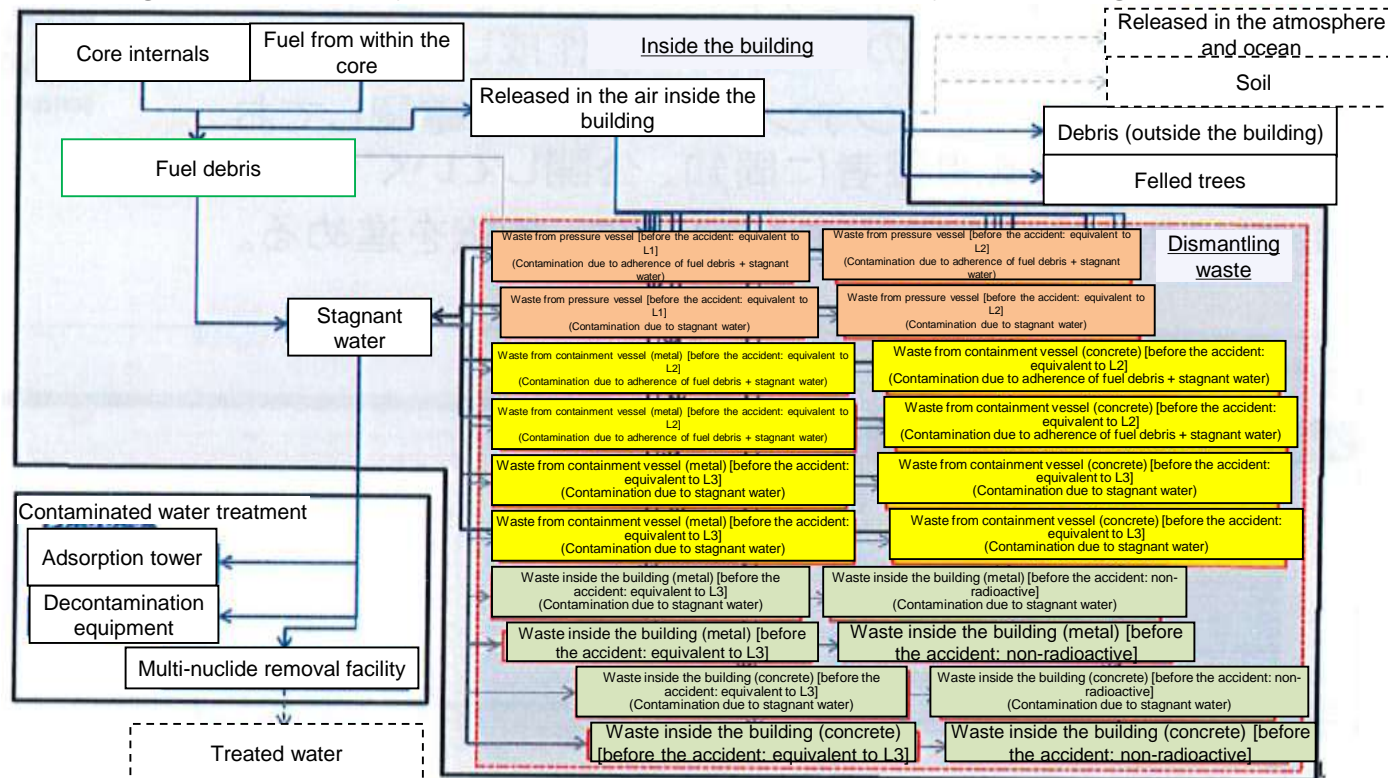 Core internals
Fuel from within the
core
Inside the building
Released in the atmosphere
and ocean
Soil
Released in the air inside the
building
Debris (outside the building)
Felled trees
Fuel debris
Dismantling
waste
Waste from pressure vessel [before the accident: equivalent to
L1]
(Contamination due to adherence of fuel debris + stagnant
water)
Waste from pressure vessel [before the accident: equivalent to
L2]
(Contamination due to adherence of fuel debris + stagnant
water)
Waste from pressure vessel [before the accident: equivalent to
L1]
(Contamination due to stagnant water)
Waste from pressure vessel [before the accident: equivalent to
L2]
(Contamination due to stagnant water)
Stagnant
water
Waste from containment vessel (metal) [before the accident: equivalent to
L2]
(Contamination due to adherence of fuel debris + stagnant water)
Waste from containment vessel (concrete) [before the accident:
equivalent to L2]
(Contamination due to adherence of fuel debris + stagnant water)
Waste from containment vessel (metal) [before the accident: equivalent to
L2]
(Contamination due to adherence of fuel debris + stagnant water)
Waste from containment vessel (concrete) [before the accident:
equivalent to L2]
(Contamination due to adherence of fuel debris + stagnant water)
Waste from containment vessel (metal) [before the accident:
equivalent to L3]
(Contamination due to stagnant water)
Waste from containment vessel (concrete) [before the accident:
equivalent to L3]
(Contamination due to stagnant water)
Waste from containment vessel (metal) [before the accident:
equivalent to L3]
(Contamination due to stagnant water)
Waste from containment vessel (concrete) [before the accident:
equivalent to L3]
(Contamination due to stagnant water)
Waste inside the building (metal) [before the
accident: equivalent to L3]
(Contamination due to stagnant water)
Waste inside the building (metal) [before the accident: non-
radioactive]
(Contamination due to stagnant water)
Waste inside the building (metal) [before
the accident: equivalent to L3]
Waste inside the building (metal) [before
the accident: non-radioactive]
Waste inside the building (concrete) [before the
accident: equivalent to L3]
(Contamination due to stagnant water)
Waste inside the building (concrete) [before the accident: non-
radioactive]
(Contamination due to stagnant water)
Waste inside the building (concrete)
[before the accident: equivalent to L3]
Waste inside the building (concrete) [before
the accident: non-radioactive]
Contaminated water treatment
Adsorption tower
Decontamination
equipment
Multi-nuclide removal facility
Treated water